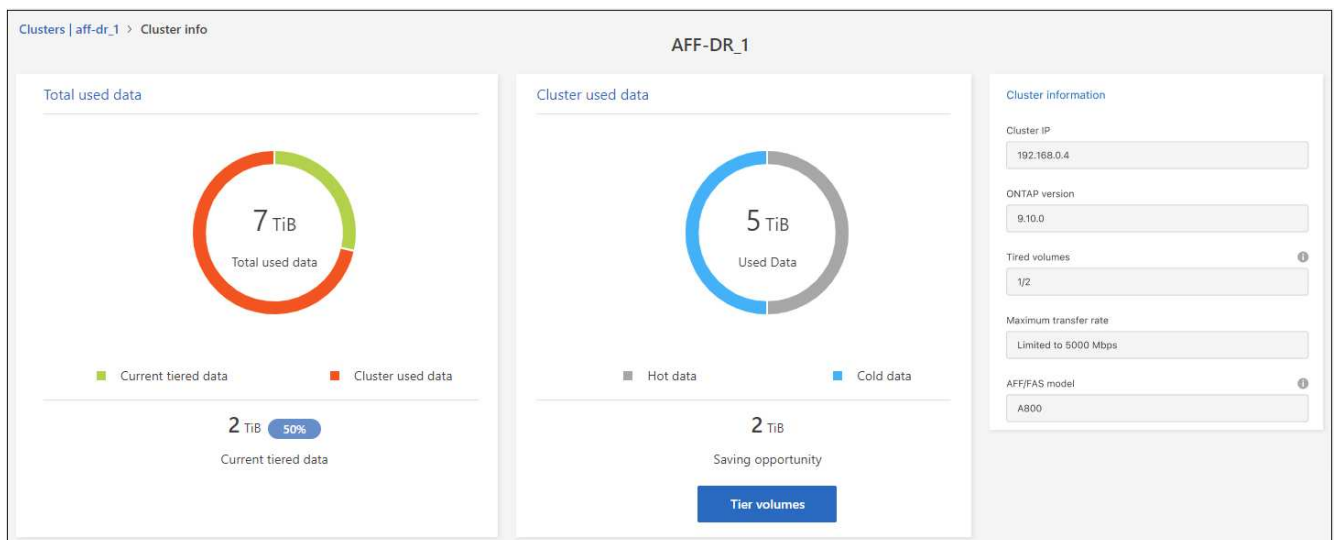 Clusters | aff-dr_1 > Cluster info
AFF-DR_1
Total used data
7 TiB
Total used data
Current tiered data
Cluster used data
2 TiB 50%
Current tiered data
Cluster used data
5 TiB
Used Data
Hot data
Cold data
2 TiB
Saving opportunity
Tier volumes
Cluster information
Cluster IP
192.168.0.4
ONTAP version
9.10.0
Tired volumes
1/2
Maximum transfer rate
Limited to 5000 Mbps
AFF/FAS model
A800